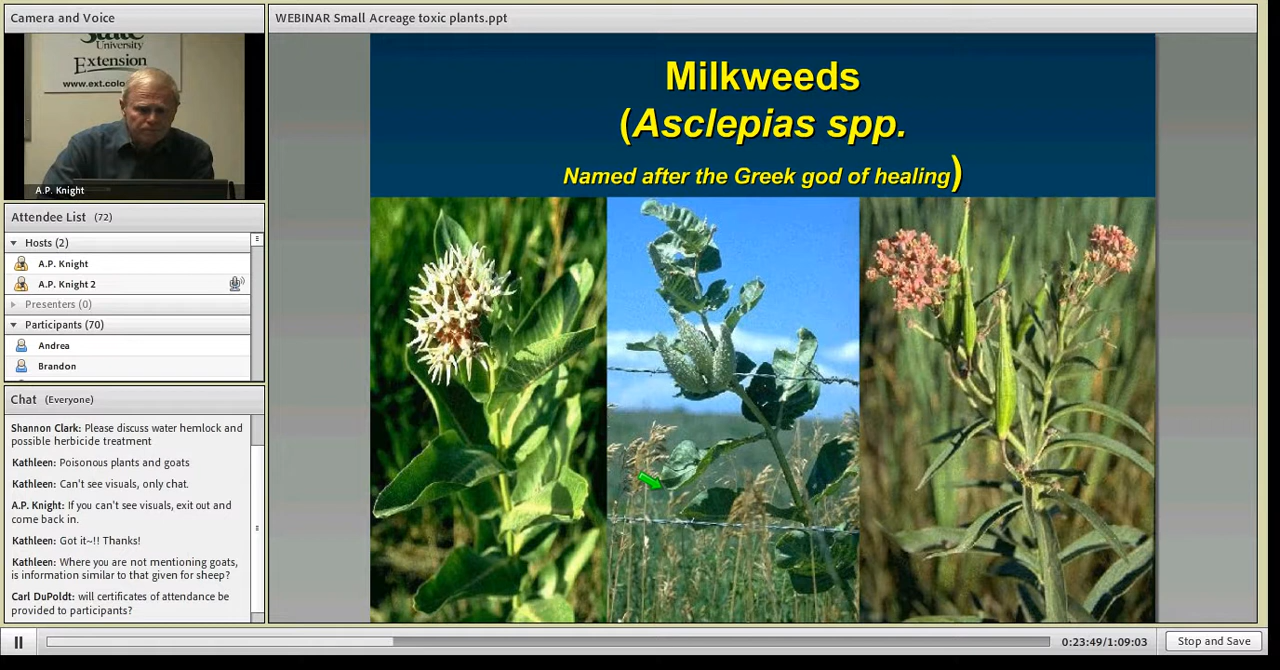 Camera and Voice
State
University
Extension
www.ext.colo
A.P. Knight
Attendee List (72)
Hosts (2)
A.P. Knight
A.P. Knight 2
Presenters (0)
Participants (70)
Andrea
Brandon
Chat (Everyone)
Shannon Clark: Please discuss water hemlock and
possible herbicide treatment
Kathleen: Poisonous plants and goats
Kathleen: Can't see visuals, only chat.
A.P. Knight: If you can't see visuals, exit out and
come back in.
Kathleen: Got it~!! Thanks!
Kathleen: Where you are not mentioning goats,
is information similar to that given for sheep?
Carl DuPoldt: will certificates of attendance be
provided to participants?
WEBINAR Small Acreage toxic plants.ppt
Milkweeds
(Asclepias spp.
Named after the Greek god of healing)
0:23:49/1:09:03
Stop and Save